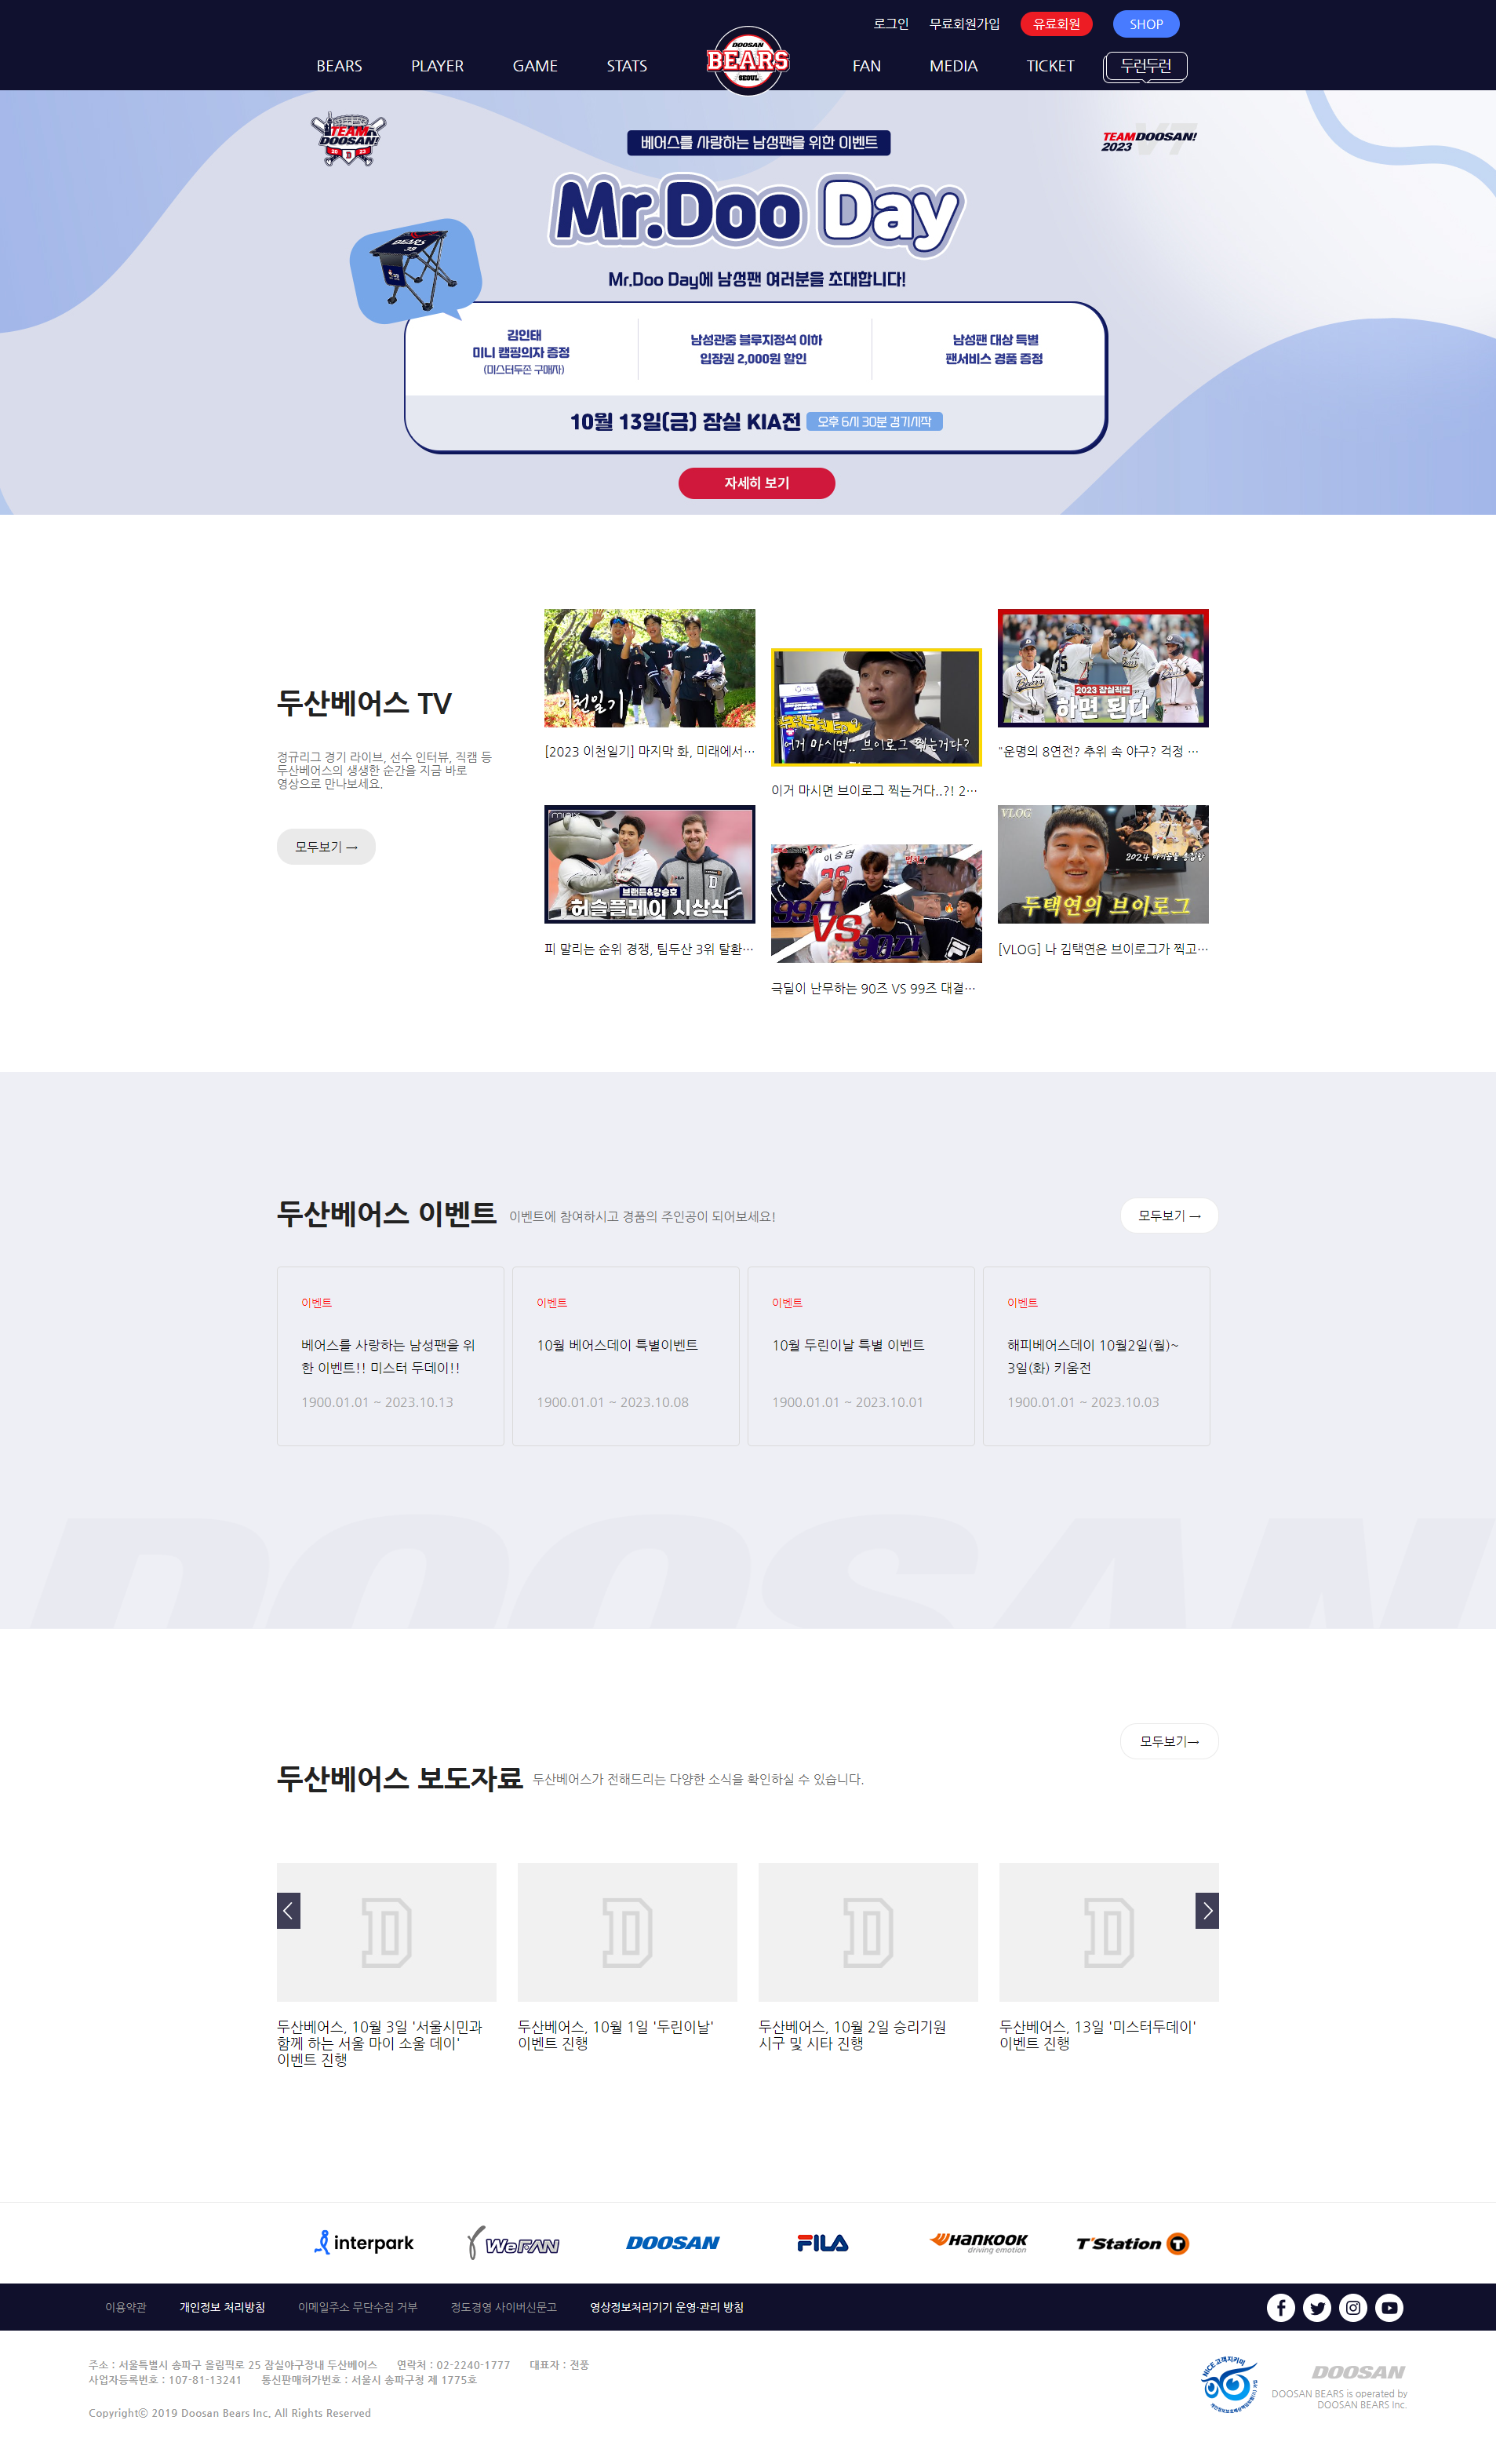 로그인 무료회원가입 유료회원 SHOP
BEARS PLAYER GAME STATS DOOSAN BEARS SEOUL FAN MEDIA TICKET 두런두런
TEAM DOOSAN!
베어스를 사랑하는 남성팬을 위한 이벤트
TEAMDOOSAN!
2023 V7
Mr.Doo Day
Mr.Doo Day에 남성팬 여러분을 초대합니다!
김인태
미니 캠핑의자 증정
(미스터두존 구매자)
남성관중 블루지정석 이하
입장권 2,000원 할인
남성팬 대상 특별
팬서비스 경품 증정
10월 13일(금) 잠실 KIA전 오후 6시 30분 경기시작
자세히 보기
두산베어스 TV
정규리그 경기 라이브, 선수 인터뷰, 직캠 등
두산베어스의 생생한 순간을 지금 바로
영상으로 만나보세요.
모두보기 →
이천일기
[2023 이천일기] 마지막 화, 미래에서···
이거 마시면.. 브이로그 찍는거다?
이거 마시면 브이로그 찍는거다..?! 2···
2023 잠실직캠
하면 된다
"운명의 8연전? 추위 속 야구? 걱정 ···
브랜든&강승호
허슬플레이 시상식
피 말리는 순위 경쟁, 팀두산 3위 탈환···
이승엽
99즈
VS
90즈
FILA
극딜이 난무하는 90즈 VS 99즈 대결···
VLOG
두택연의 브이로그
[VLOG] 나 김택연은 브이로그가 찍고···
두산베어스 이벤트 이벤트에 참여하시고 경품의 주인공이 되어보세요!
모두보기 →
이벤트
베어스를 사랑하는 남성팬을 위
한 이벤트!! 미스터 두데이!!
1900.01.01 ~ 2023.10.13
이벤트
10월 베어스데이 특별이벤트
1900.01.01 ~ 2023.10.08
이벤트
10월 두린이날 특별 이벤트
1900.01.01 ~ 2023.10.01
이벤트
해피베어스데이 10월2일(월)~
3일(화) 키움전
1900.01.01 ~ 2023.10.03
DOOSAN
모두보기→
두산베어스 보도자료 두산베어스가 전해드리는 다양한 소식을 확인하실 수 있습니다.
D D D D
두산베어스, 10월 3일 '서울시민과
함께 하는 서울 마이 소울 데이'
이벤트 진행
두산베어스, 10월 1일 '두린이날'
이벤트 진행
두산베어스, 10월 2일 승리기원
시구 및 시타 진행
두산베어스, 13일 '미스터두데이'
이벤트 진행
interpark WeFAN DOOSAN FILA HANKOOK driving emotion T'Station
이용약관 개인정보 처리방침 이메일주소 무단수집 거부 정도경영 사이버신문고 영상정보처리기기 운영·관리 방침
주소 : 서울특별시 송파구 올림픽로 25 잠실야구장내 두산베어스 연락처 : 02-2240-1777 대표자 : 전풍
사업자등록번호 : 107-81-13241 통신판매허가번호 : 서울시 송파구청 제 1775호
Copyrightⓒ 2019 Doosan Bears Inc. All Rights Reserved
NICE 고객지키미
DOOSAN
DOOSAN BEARS is operated by
DOOSAN BEARS Inc.